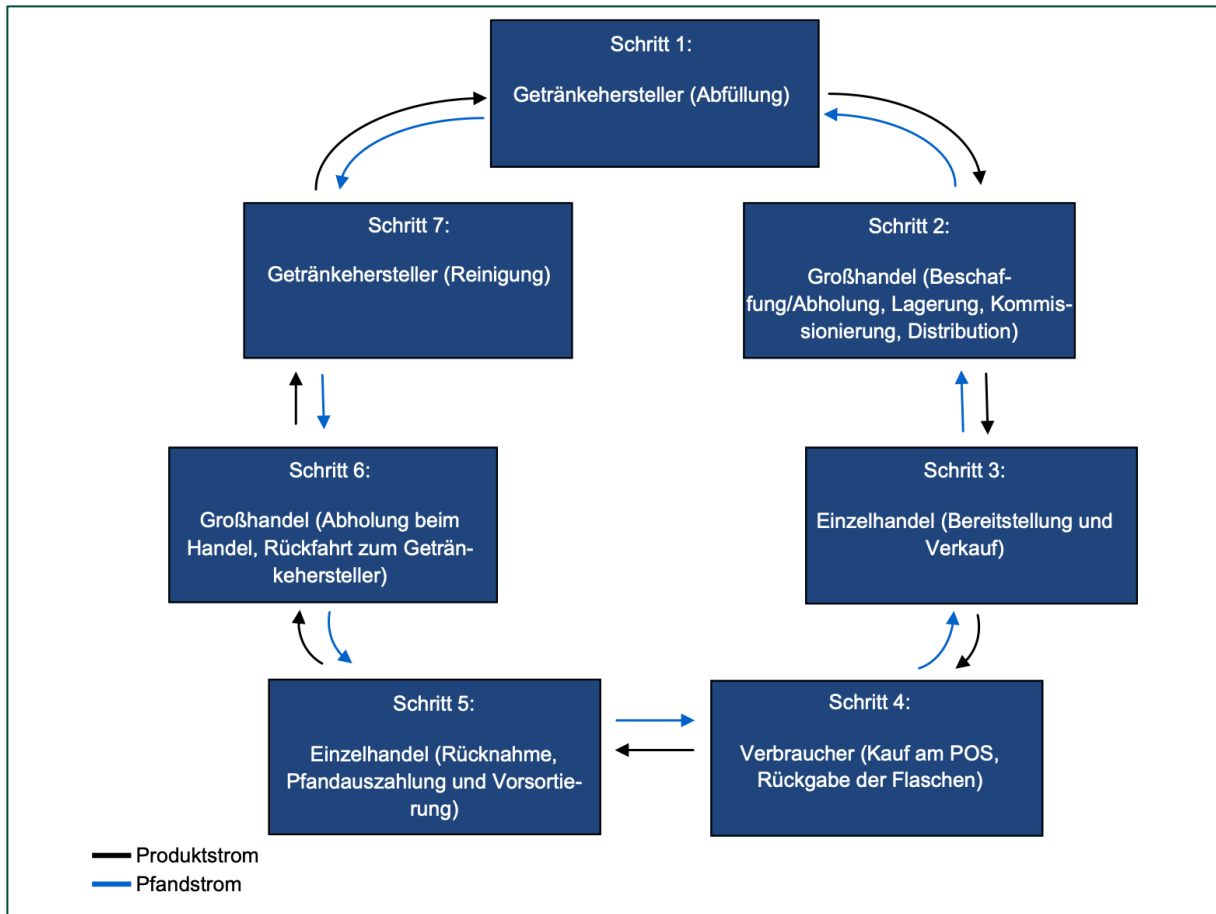 Schritt 1:
Getränkehersteller (Abfüllung)
Schritt 2:
Großhandel (Beschaf-
fung/Abholung, Lagerung, Kommis-
sionierung, Distribution)
Schritt 3:
Einzelhandel (Bereitstellung und
Verkauf)
Schritt 4:
Verbraucher (Kauf am POS,
Rückgabe der Flaschen)
Schritt 5:
Einzelhandel (Rücknahme,
Pfandauszahlung und Vorsortie-
rung)
Schritt 6:
Großhandel (Abholung beim
Handel, Rückfahrt zum Geträn-
kehersteller)
Schritt 7:
Getränkehersteller (Reinigung)
Produktstrom
Pfandstrom